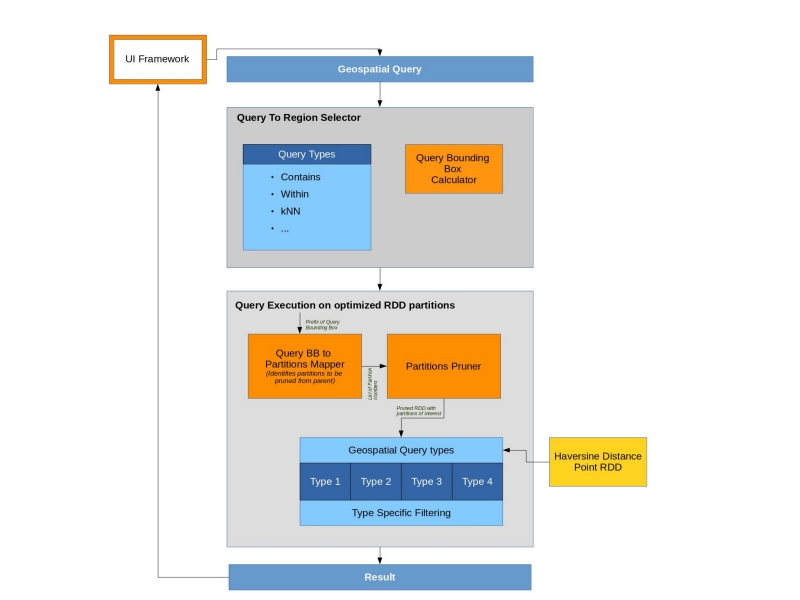 UI Framework
Geospatial Query
Query To Region Selector
Query Types
• Contains
• Within
• kNN
• ...
Query Bounding
Box
Calculator
Query Execution on optimized RDD partitions
Prefix of Query
Bounding Box
Query BB to
Partitions Mapper
(Identifies partitions to be
pruned from parent)
List of Partition
Numbers
Partitions Pruner
Pruned RDD with
partitions of interest
Geospatial Query types
Type 1
Type 2
Type 3
Type 4
Type Specific Filtering
Haversine Distance
Point RDD
Result